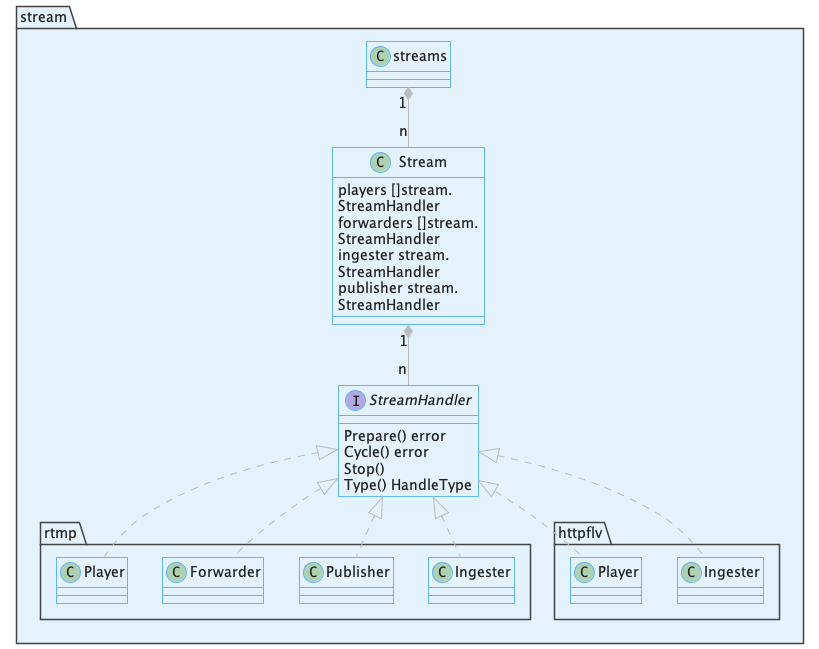 stream
C streams
1
n
C Stream
players []stream.
StreamHandler
forwarders []stream.
StreamHandler
ingester stream.
StreamHandler
publisher stream.
StreamHandler
1
n
I StreamHandler
Prepare() error
Cycle() error
Stop()
Type() HandleType
rtmp
C Player
C Forwarder
C Publisher
C Ingester
httpflv
C Player
C Ingester